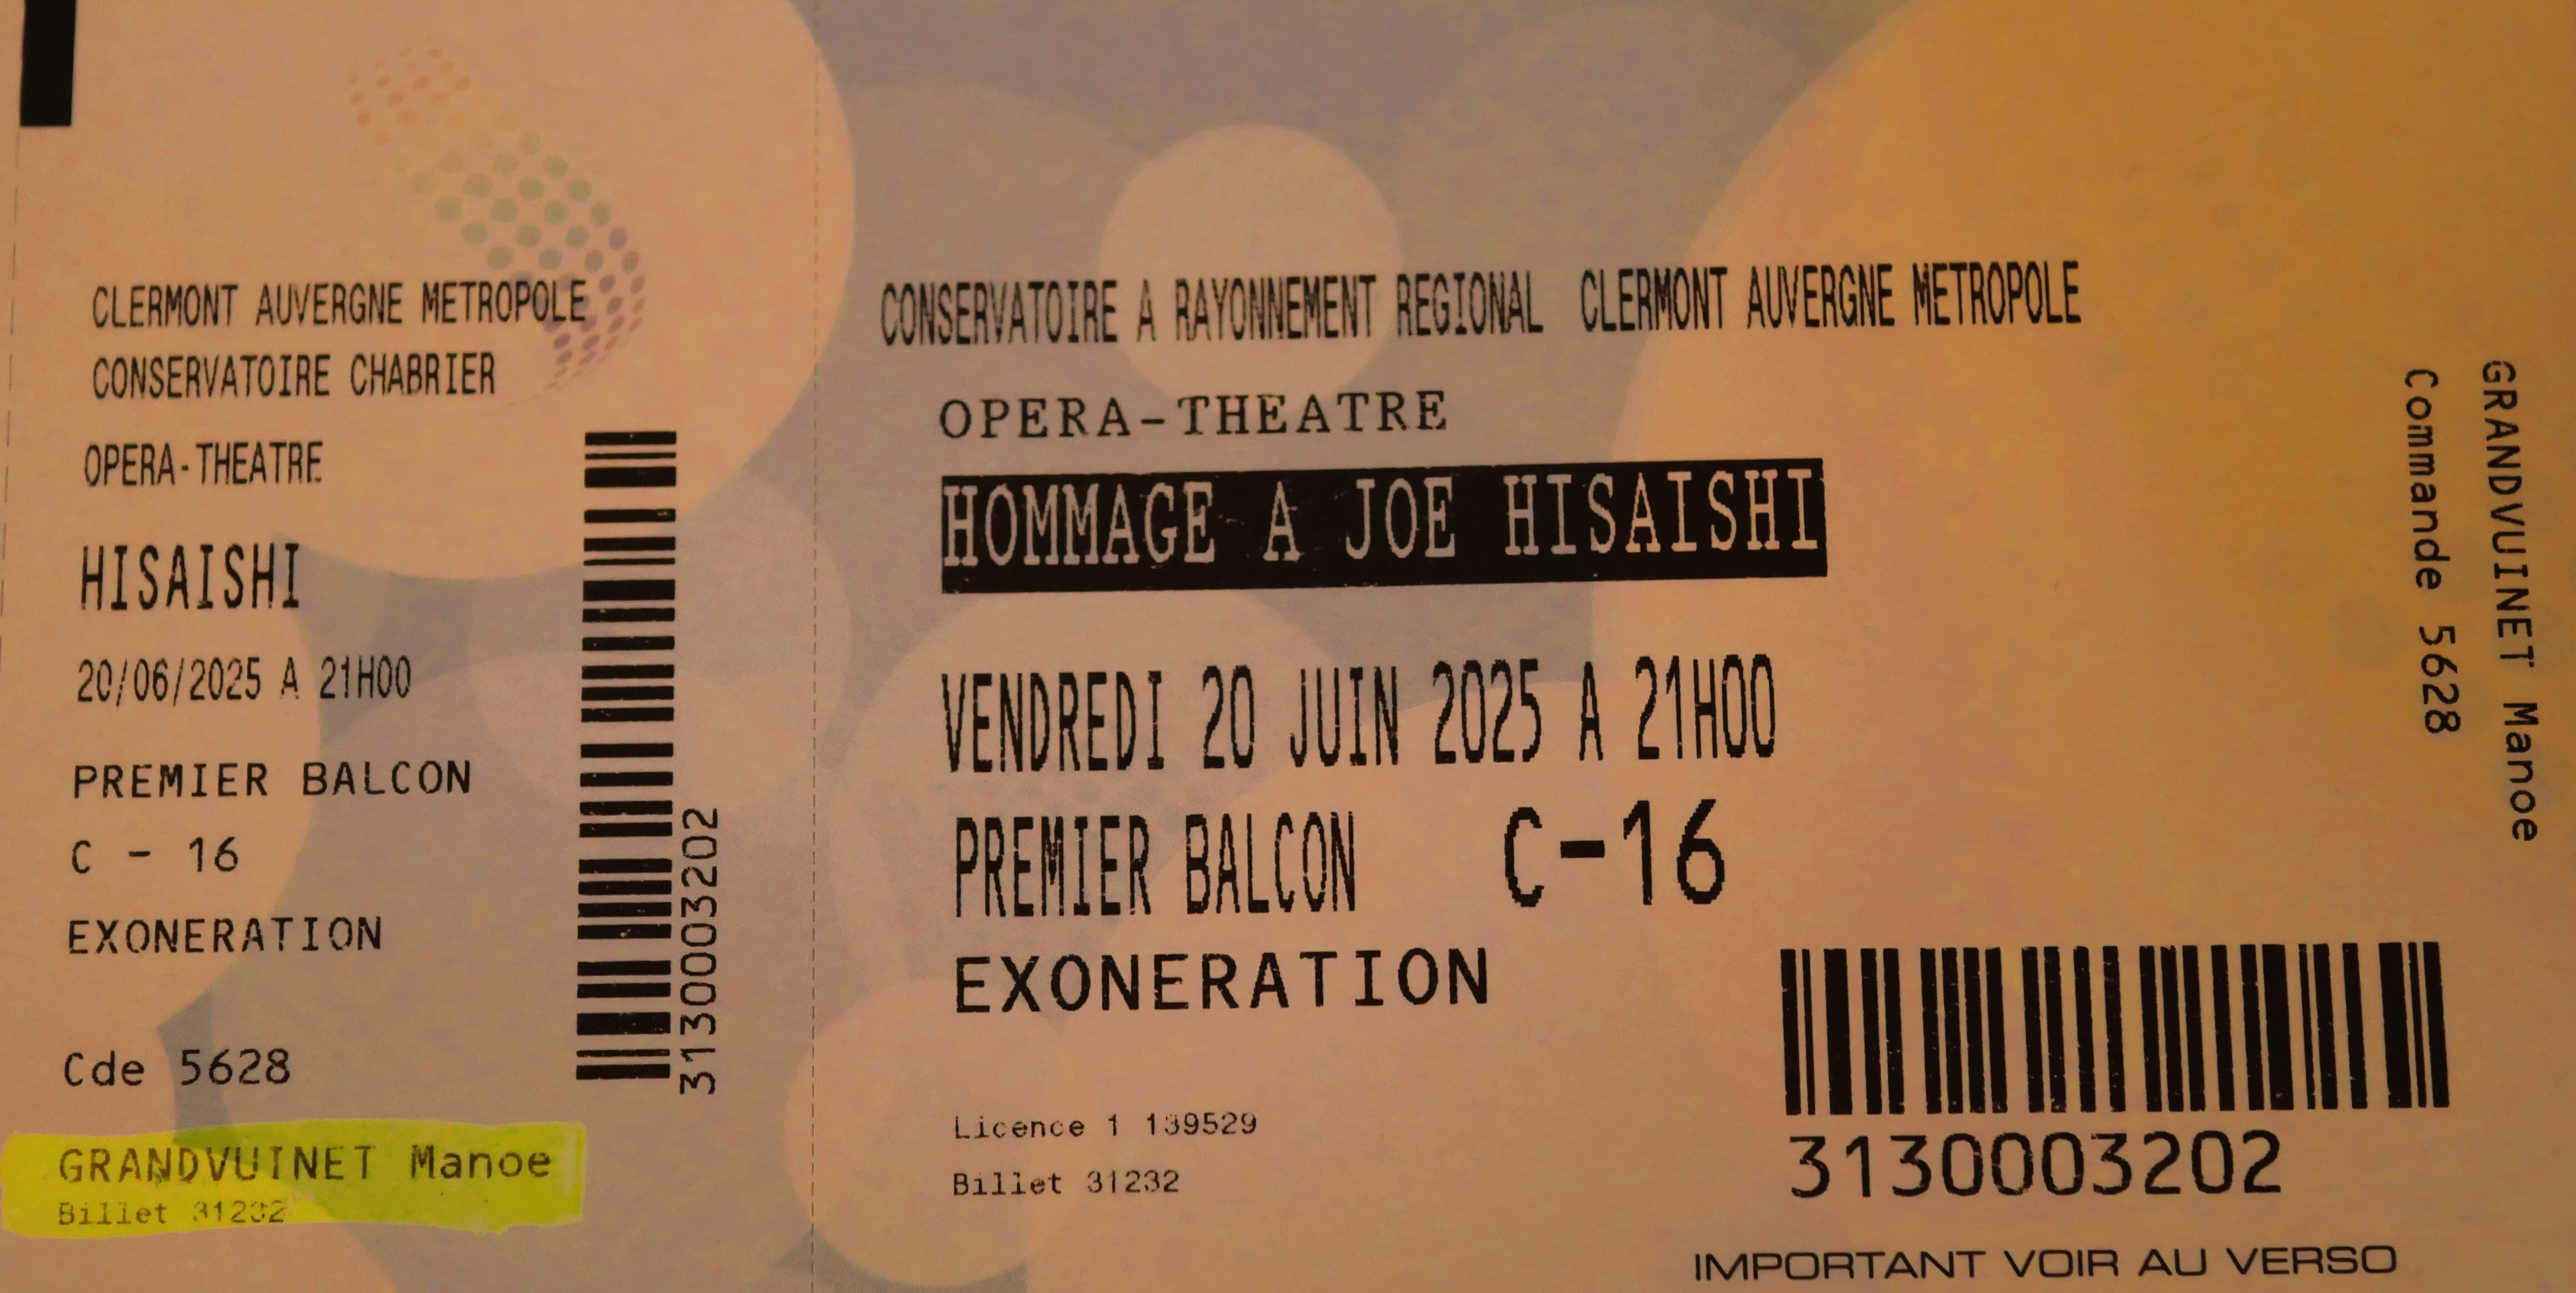 CLERMONT AUVERGNE METROPOLE
CONSERVATOIRE CHABRIER
OPERA-THEATRE
HISAISHI
20/06/2025 A 21H00
PREMIER BALCON
C - 16
EXONERATION
Cde 5628
GRANDVUINET Manoe
Billet 31232
3130003202
CONSERVATOIRE A RAYONNEMENT REGIONAL CLERMONT AUVERGNE METROPOLE
OPERA-THEATRE
HOMMAGE A JOE HISAISHI
VENDREDI 20 JUIN 2025 A 21H00
PREMIER BALCON C-16
EXONERATION
Licence 1 139529
Billet 31232
3130003202
IMPORTANT VOIR AU VERSO
GRANDVUINET Manoe
Commande 5628